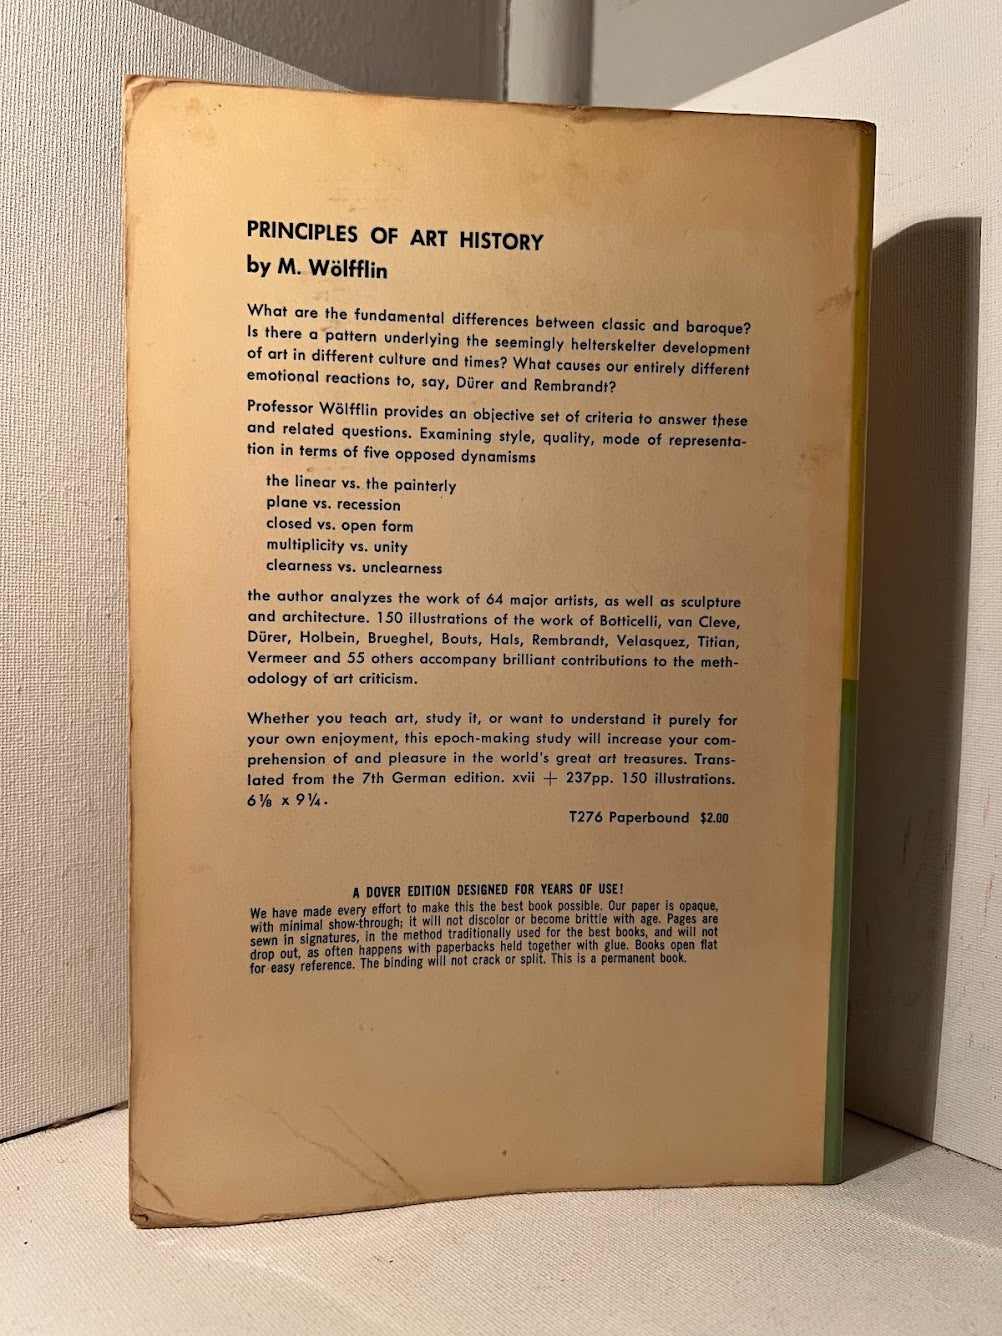 PRINCIPLES OF ART HISTORY
by M. Wölfflin
What are the fundamental differences between classic and baroque?
Is there a pattern underlying the seemingly helterskelter development
of art in different culture and times? What causes our entirely different
emotional reactions to, say, Dürer and Rembrandt?
Professor Wölfflin provides an objective set of criteria to answer these
and related questions. Examining style, quality, mode of representa-
tion in terms of five opposed dynamisms
the linear vs. the painterly
plane vs. recession
closed vs. open form
multiplicity vs. unity
clearness vs. unclearness
the author analyzes the work of 64 major artists, as well as sculpture
and architecture. 150 illustrations of the work of Botticelli, van Cleve,
Dürer, Holbein, Brueghel, Bouts, Hals, Rembrandt, Velasquez, Titian,
Vermeer and 55 others accompany brilliant contributions to the meth-
odology of art criticism.
Whether you teach art, study it, or want to understand it purely for
your own enjoyment, this epoch-making study will increase your com-
prehension of and pleasure in the world's great art treasures. Trans-
lated from the 7th German edition. xvii + 237pp. 150 illustrations.
6⅛ x 9¼.
T276 Paperbound $2.00
A DOVER EDITION DESIGNED FOR YEARS OF USE!
We have made every effort to make this the best book possible. Our paper is opaque,
with minimal show-through; it will not discolor or become brittle with age. Pages are
sewn in signatures, in the method traditionally used for the best books, and will not
drop out, as often happens with paperbacks held together with glue. Books open flat
for easy reference. The binding will not crack or split. This is a permanent book.